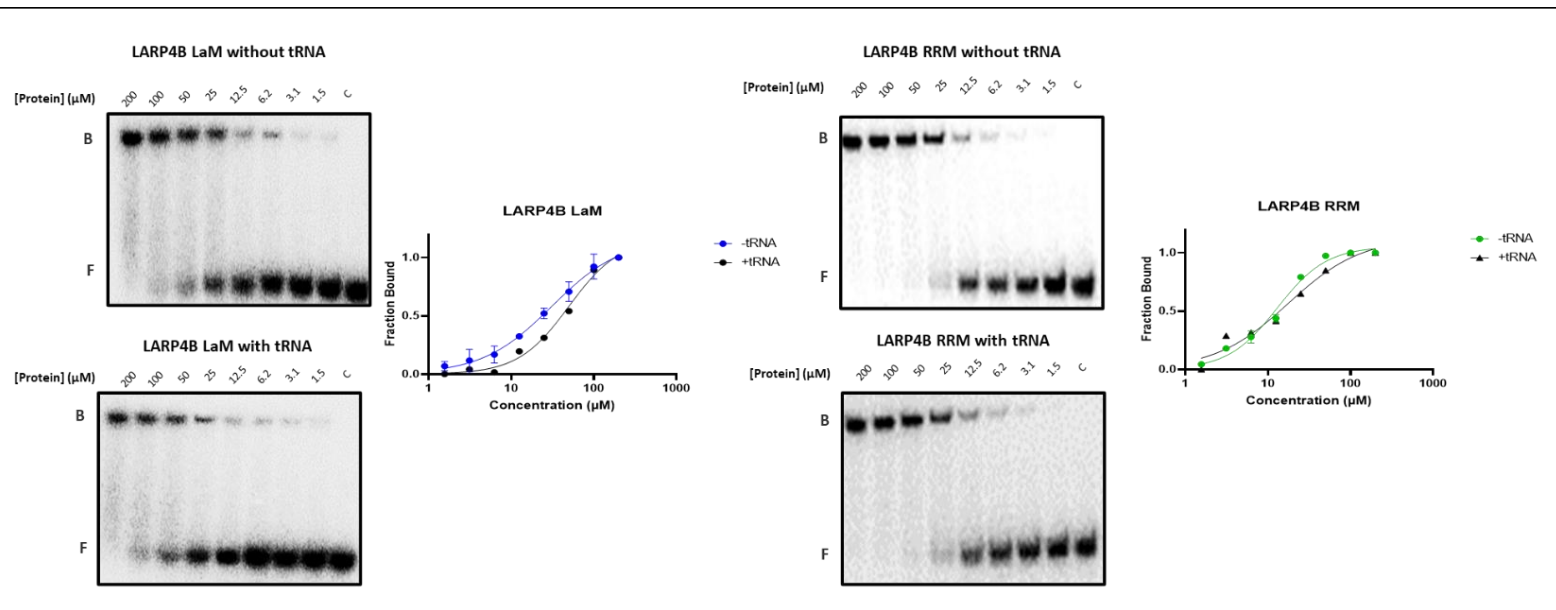 LARP4B LaM without tRNA
[Protein] (µM) 200 100 50 25 12.5 6.2 3.1 1.5 C
B
F
LARP4B LaM with tRNA
[Protein] (µM) 200 100 50 25 12.5 6.2 3.1 1.5 C
B
F
LARP4B LaM
-tRNA
+tRNA
Fraction Bound
1.0
0.5
0.0
1 10 100 1000
Concentration (µM)
LARP4B RRM without tRNA
[Protein] (µM) 200 100 50 25 12.5 6.2 3.1 1.5 C
B
F
LARP4B RRM with tRNA
[Protein] (µM) 200 100 50 25 12.5 6.2 3.1 1.5 C
B
F
LARP4B RRM
-tRNA
+tRNA
Fraction Bound
1.0
0.5
0.0
1 10 100 1000
Concentration (µM)